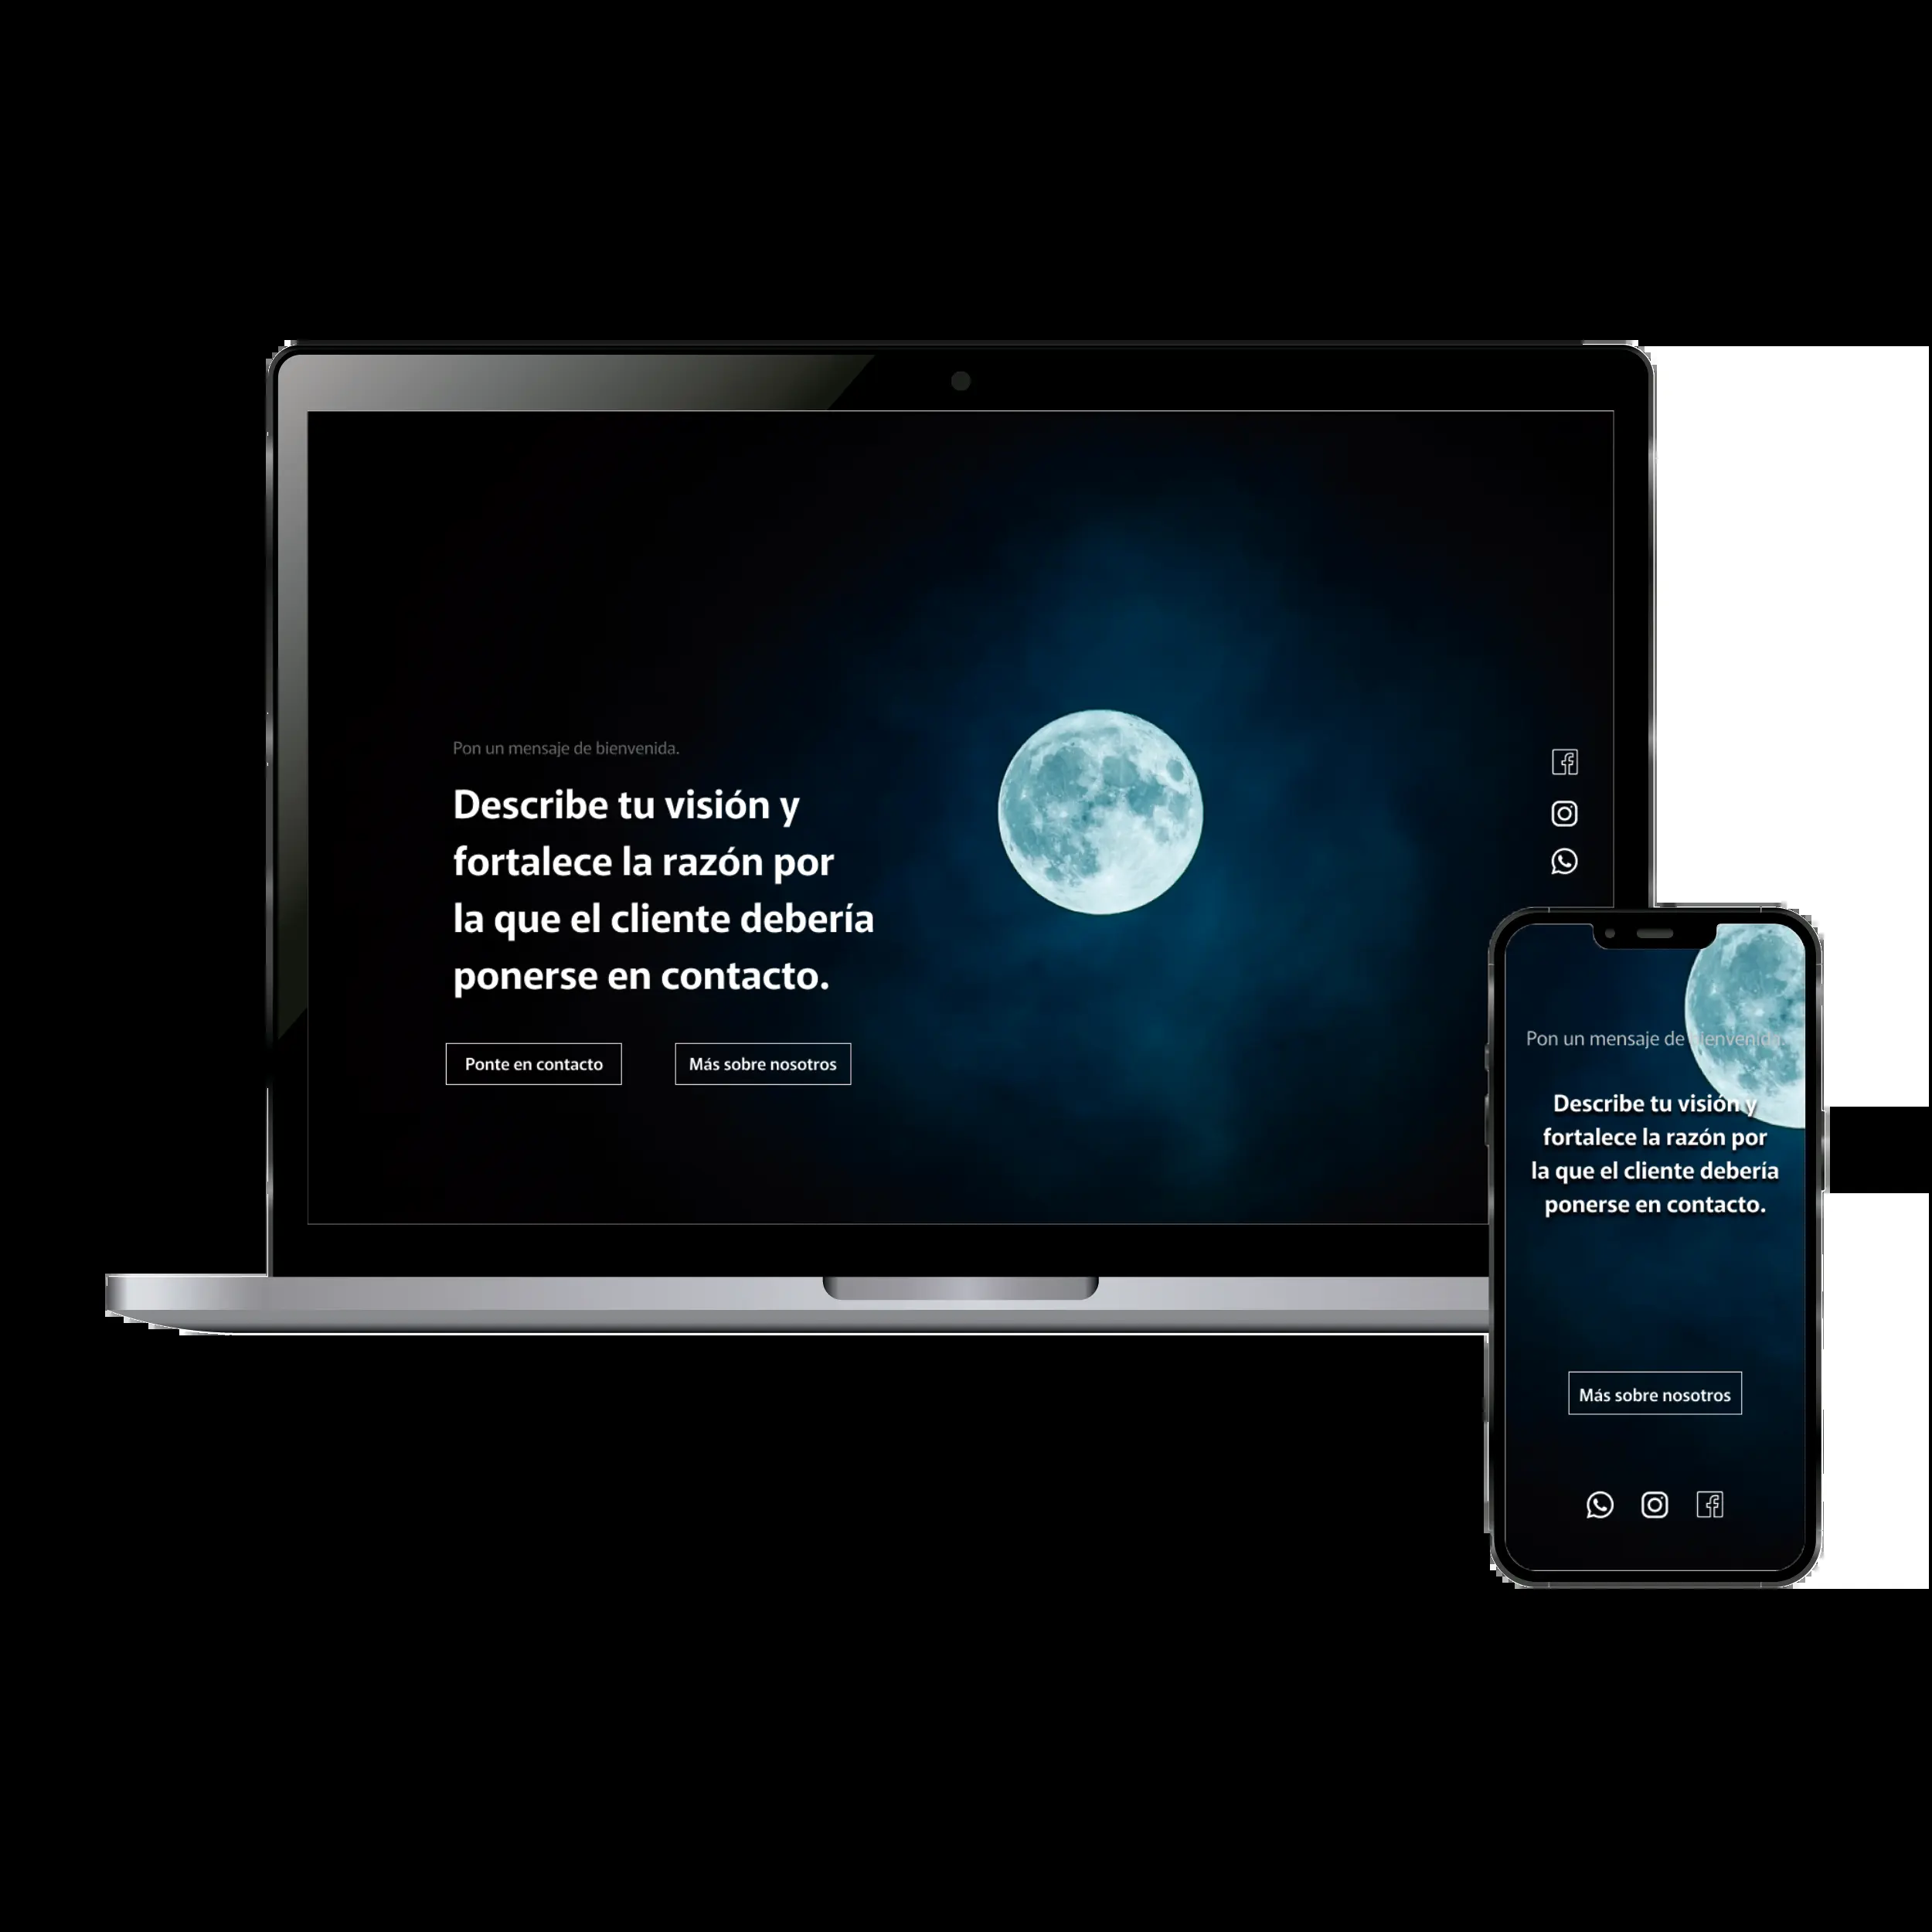 Pon un mensaje de bienvenida.
Describe tu visión y
fortalece la razón por
la que el cliente debería
ponerse en contacto.
Ponte en contacto
Más sobre nosotros
Pon un mensaje de bienvenida.
Describe tu visión y
fortalece la razón por
la que el cliente debería
ponerse en contacto.
Más sobre nosotros